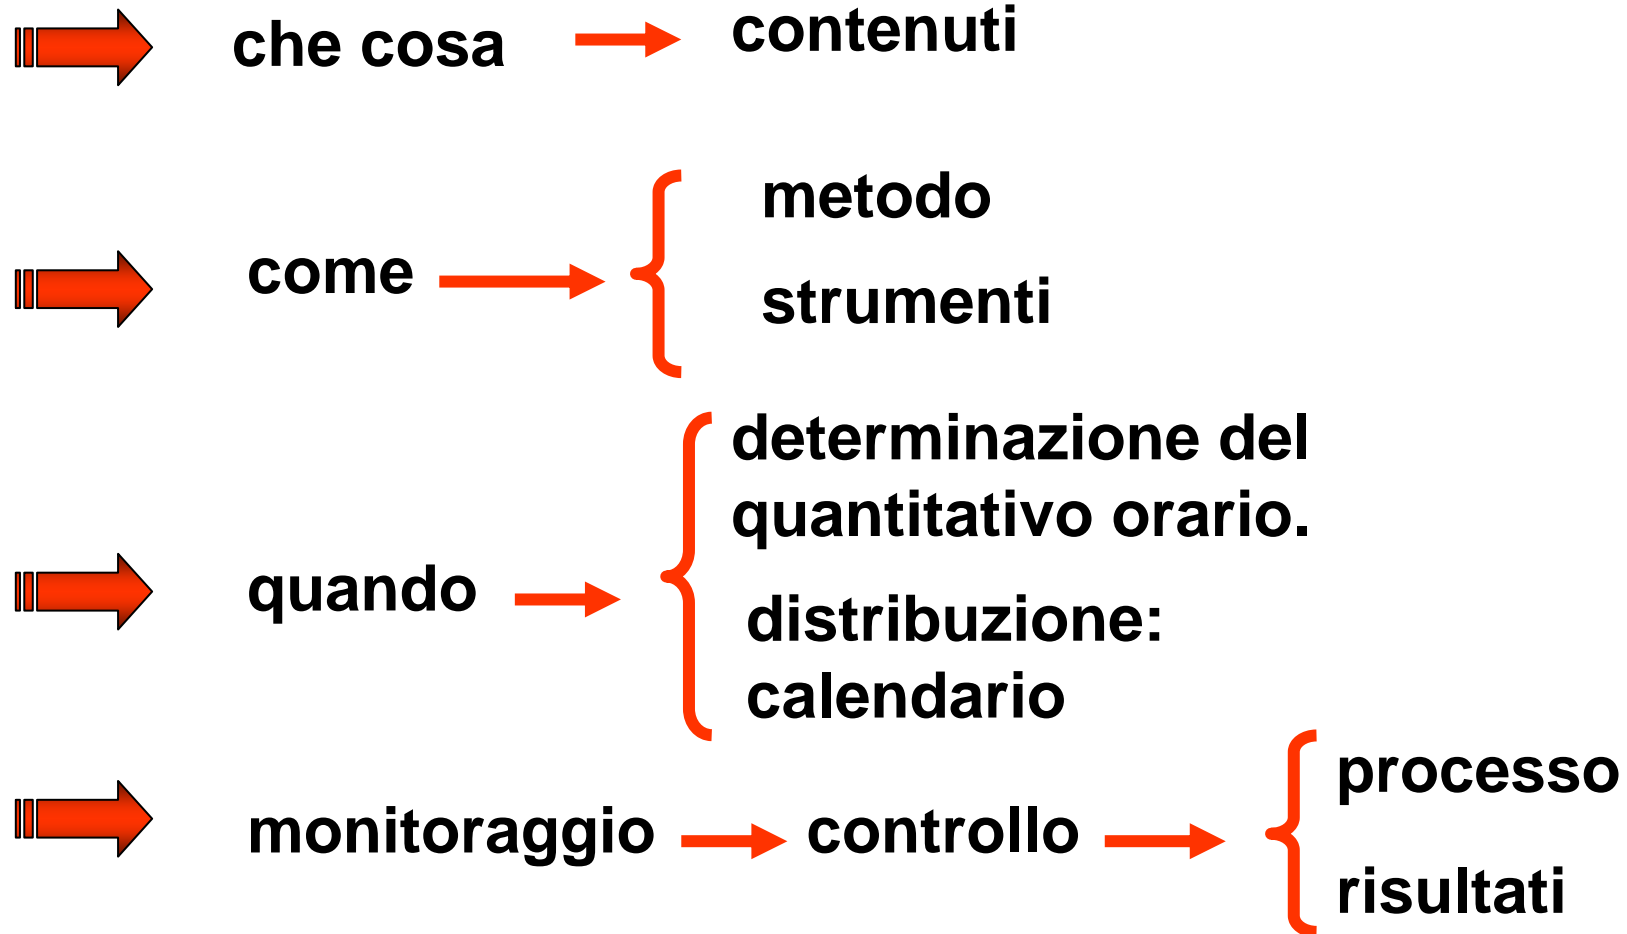 che cosa contenuti
metodo
come
strumenti
determinazione del
quantitativo orario.
quando
distribuzione:
calendario
processo
monitoraggio controllo
risultati